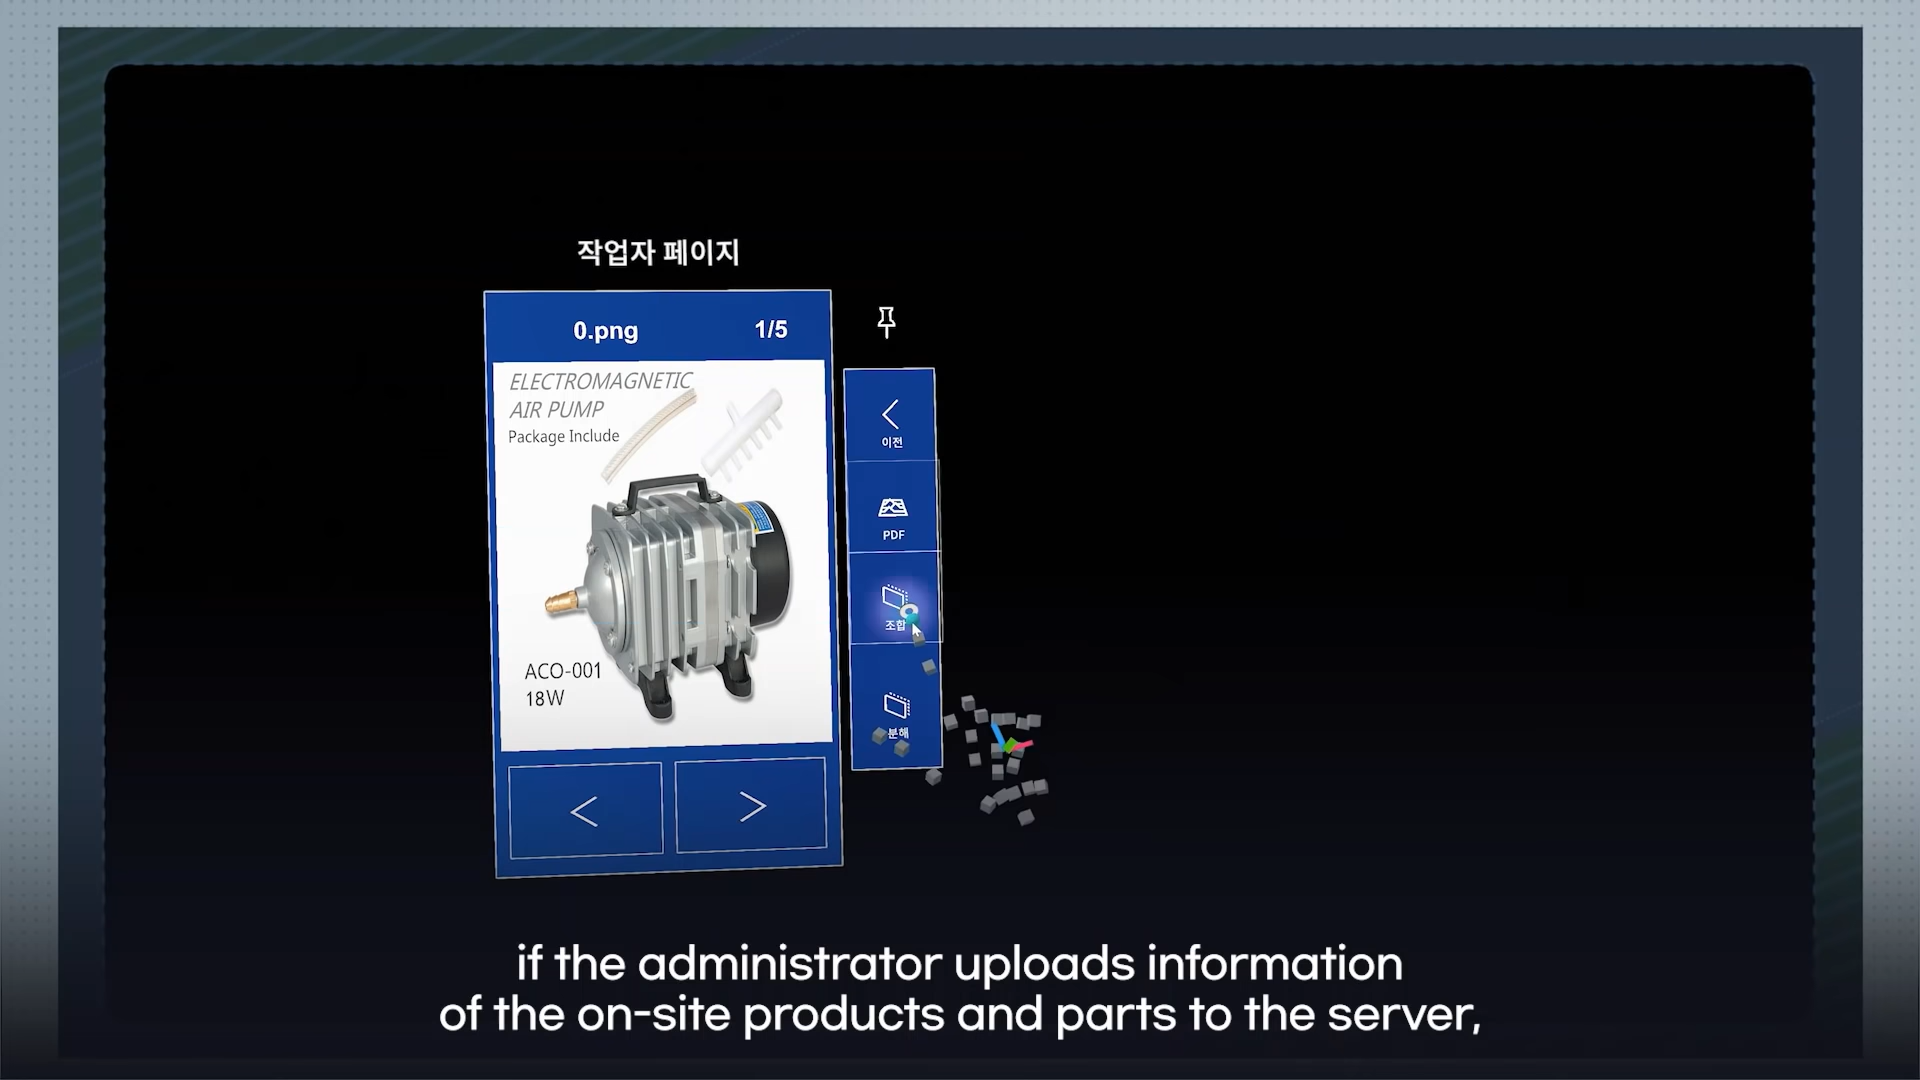 작업자 페이지
0.png 1/5
ELECTROMAGNETIC
AIR PUMP
Package Include
ACO-001
18W
이전
PDF
조합
분해
if the administrator uploads information
of the on-site products and parts to the server,